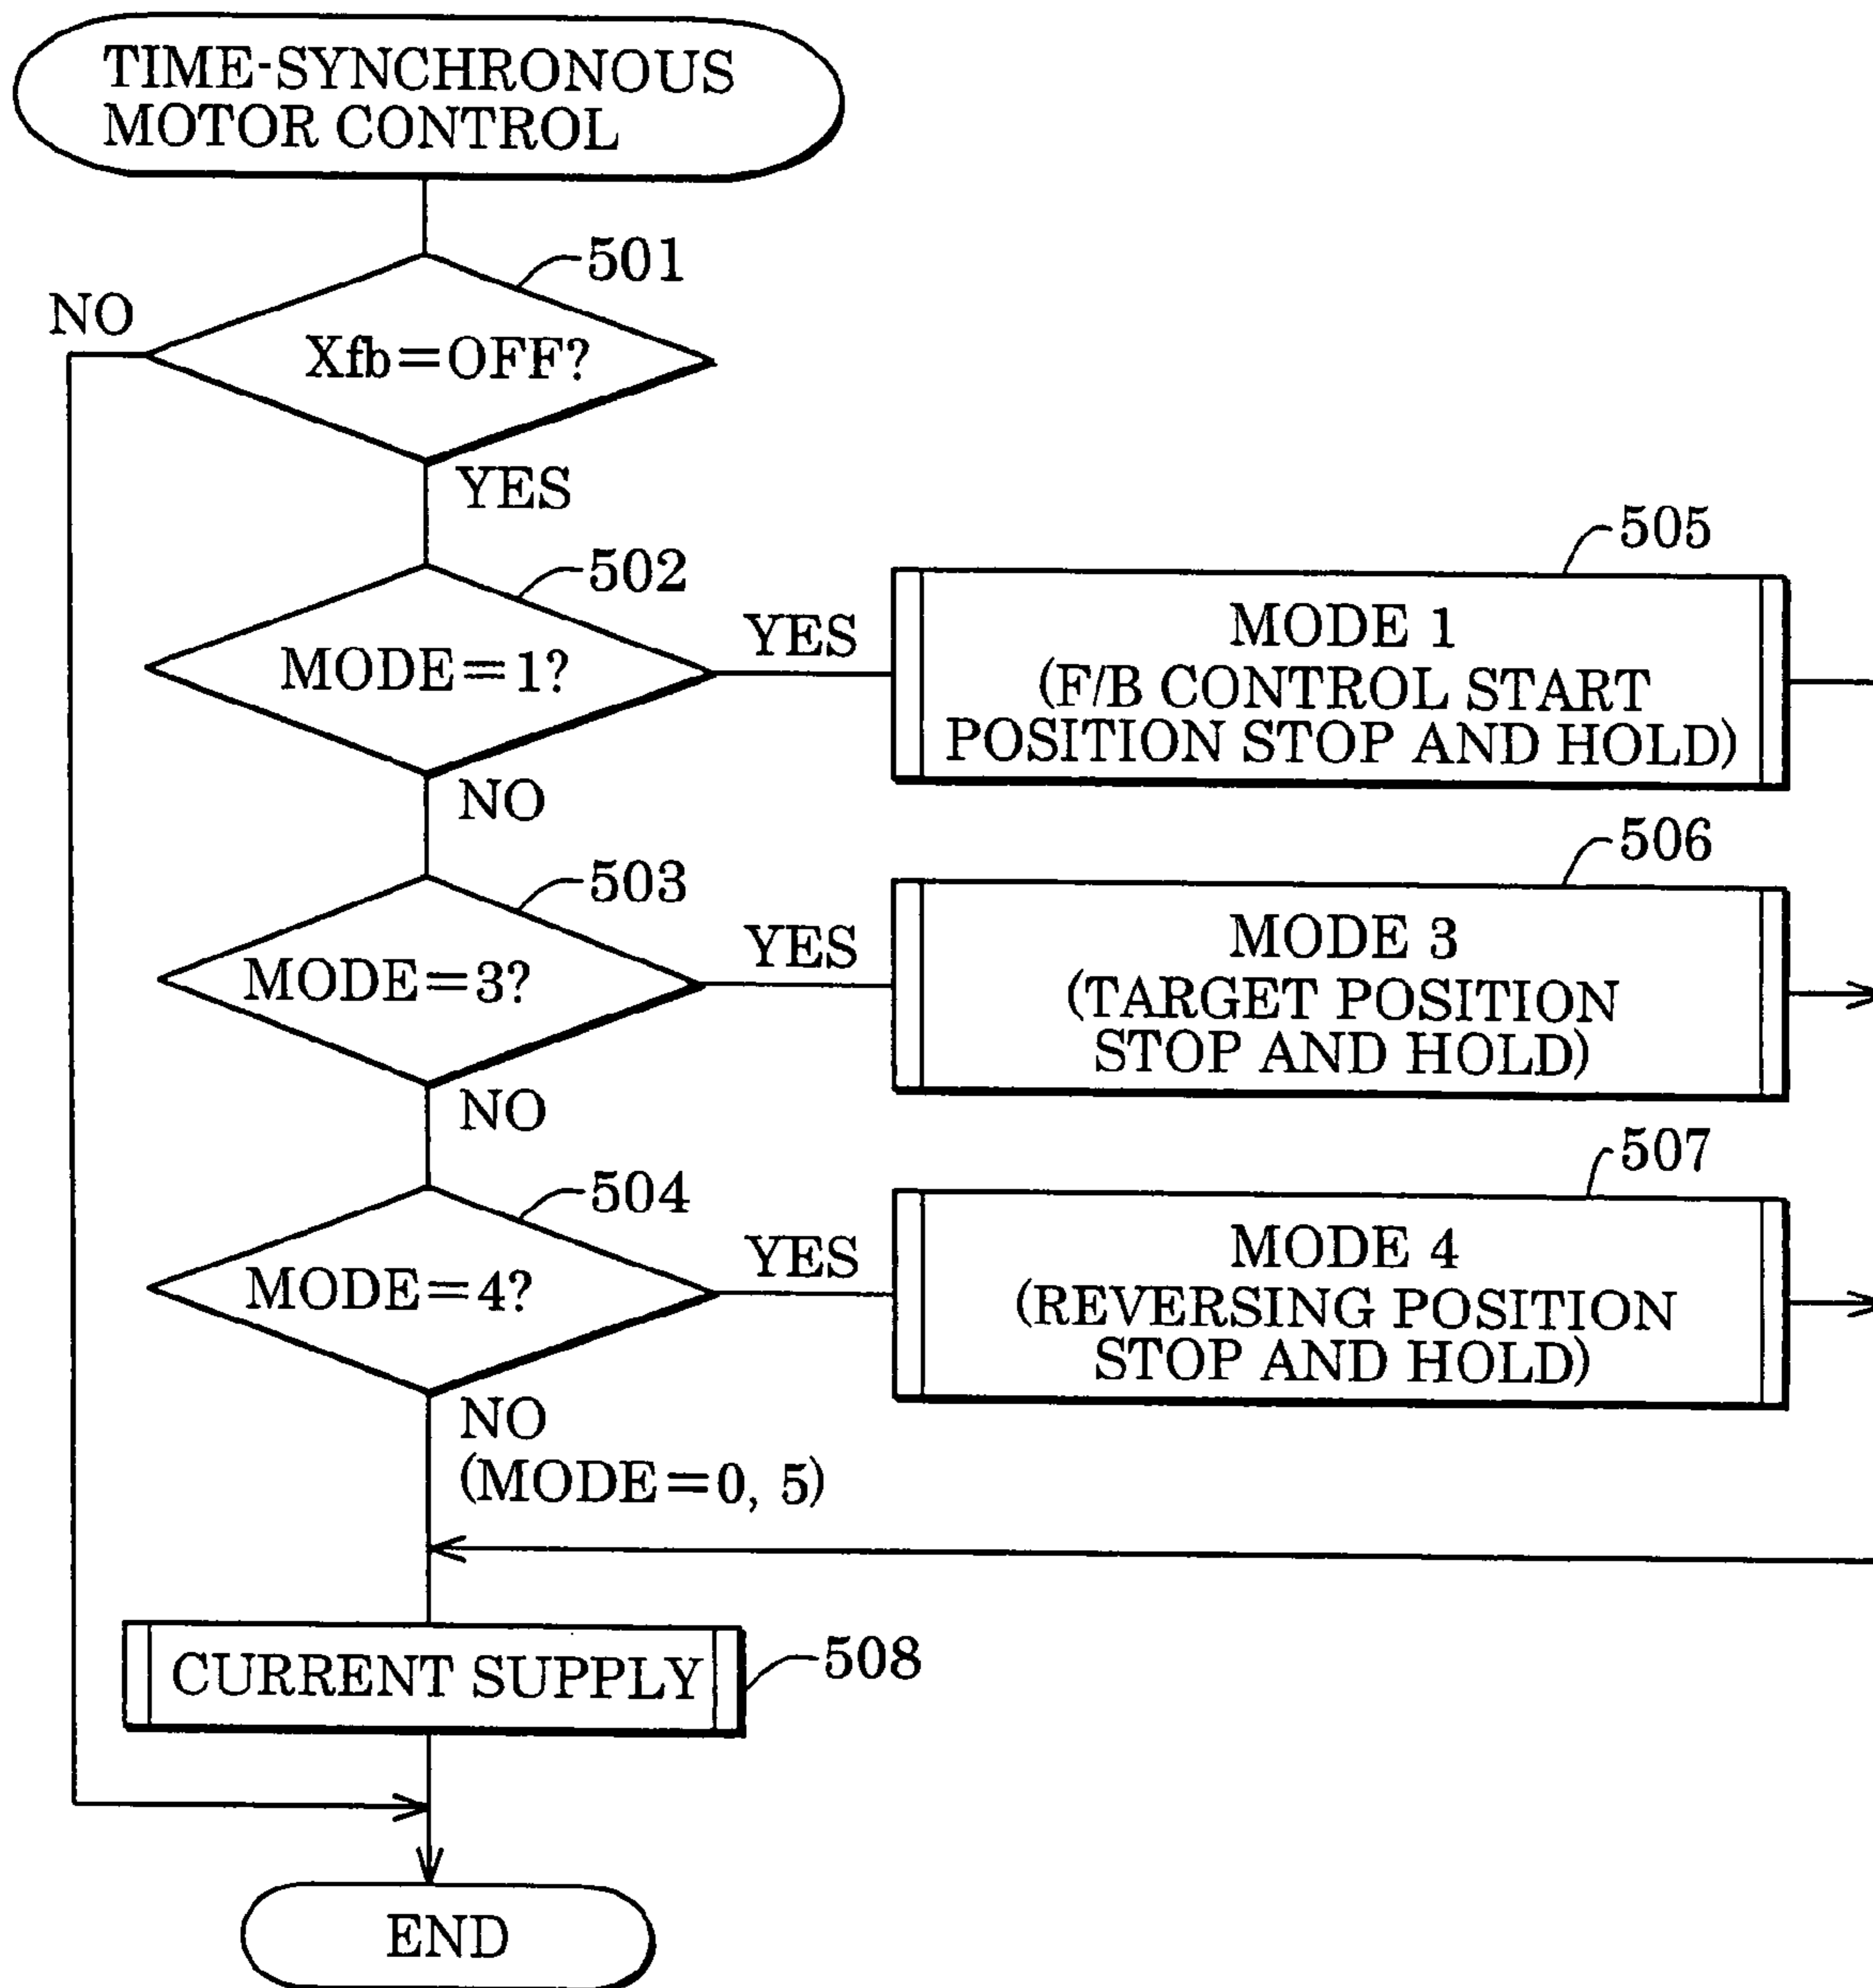 TIME-SYNCHRONOUS
MOTOR CONTROL
501
NO
Xfb=OFF?
YES
502
505
MODE=1?
YES
MODE 1
(F/B CONTROL START
POSITION STOP AND HOLD)
NO
503
506
MODE=3?
YES
MODE 3
(TARGET POSITION
STOP AND HOLD)
NO
504
507
MODE=4?
YES
MODE 4
(REVERSING POSITION
STOP AND HOLD)
NO
(MODE=0, 5)
CURRENT SUPPLY
508
END